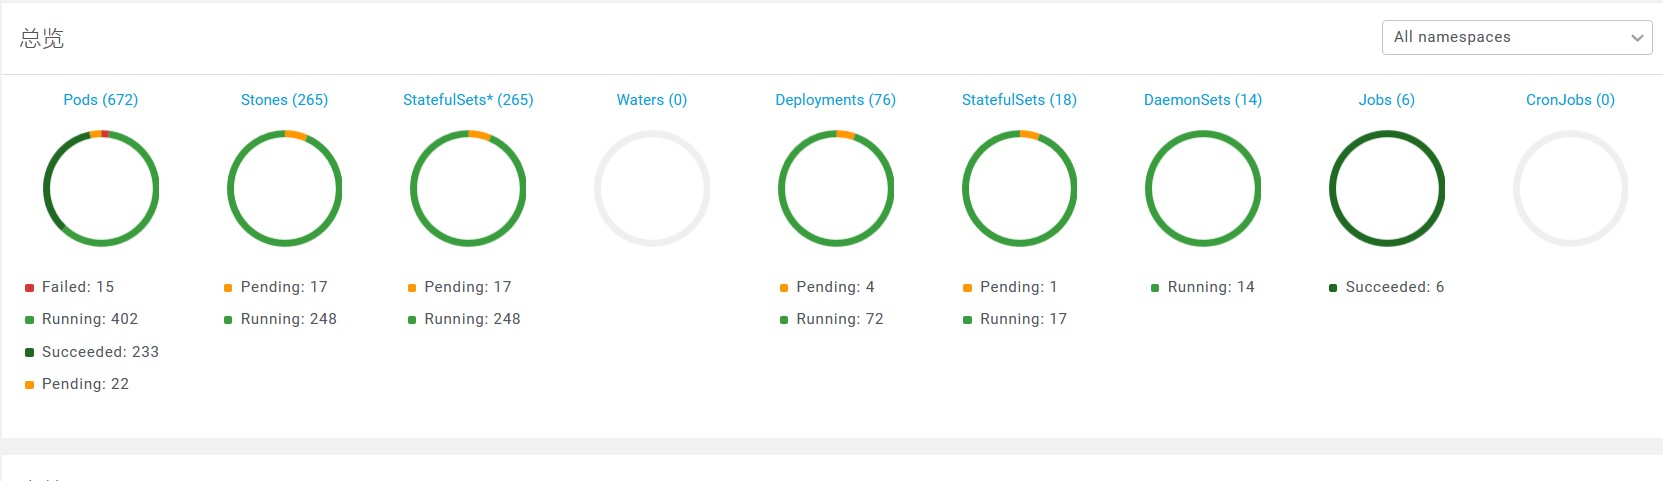 总览
All namespaces
Pods (672)
Stones (265)
StatefulSets* (265)
Waters (0)
Deployments (76)
StatefulSets (18)
DaemonSets (14)
Jobs (6)
CronJobs (0)
Failed: 15
Running: 402
Succeeded: 233
Pending: 22
Pending: 17
Running: 248
Pending: 17
Running: 248
Pending: 4
Running: 72
Pending: 1
Running: 17
Running: 14
Succeeded: 6